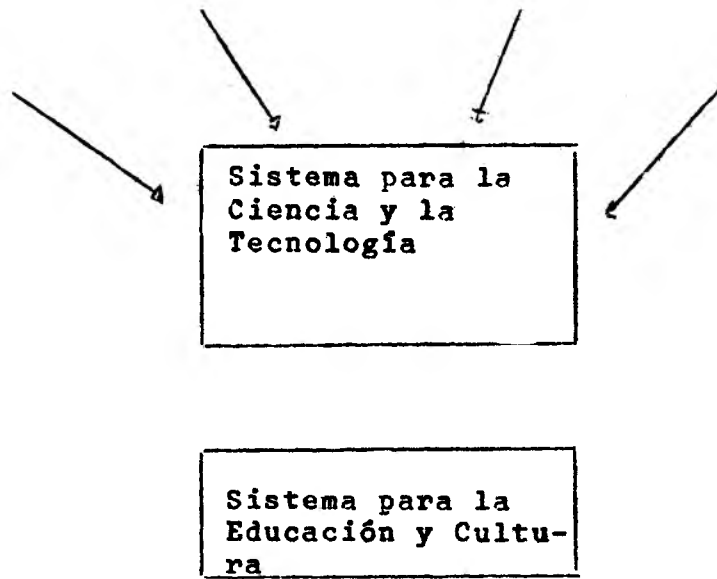 Sistema para la
Ciencia y la
Tecnología
Sistema para la
Educación y Cultu-
ra